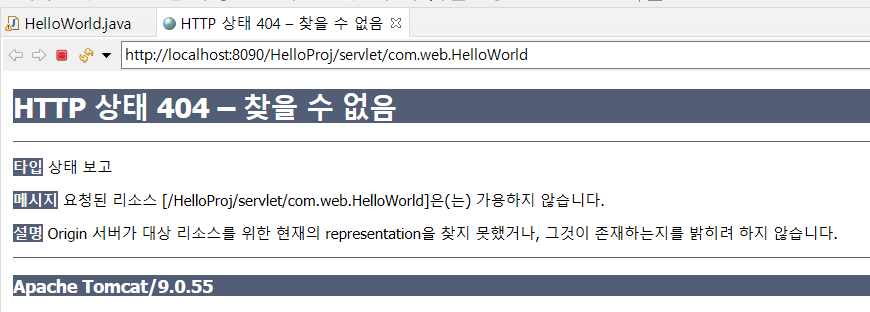 HelloWorld.java
HTTP 상태 404 – 찾을 수 없음
http://localhost:8090/HelloProj/servlet/com.web.HelloWorld
HTTP 상태 404 – 찾을 수 없음
타입 상태 보고
메시지 요청된 리소스 [/HelloProj/servlet/com.web.HelloWorld]은(는) 가용하지 않습니다.
설명 Origin 서버가 대상 리소스를 위한 현재의 representation을 찾지 못했거나, 그것이 존재하는지를 밝히려 하지 않습니다.
Apache Tomcat/9.0.55